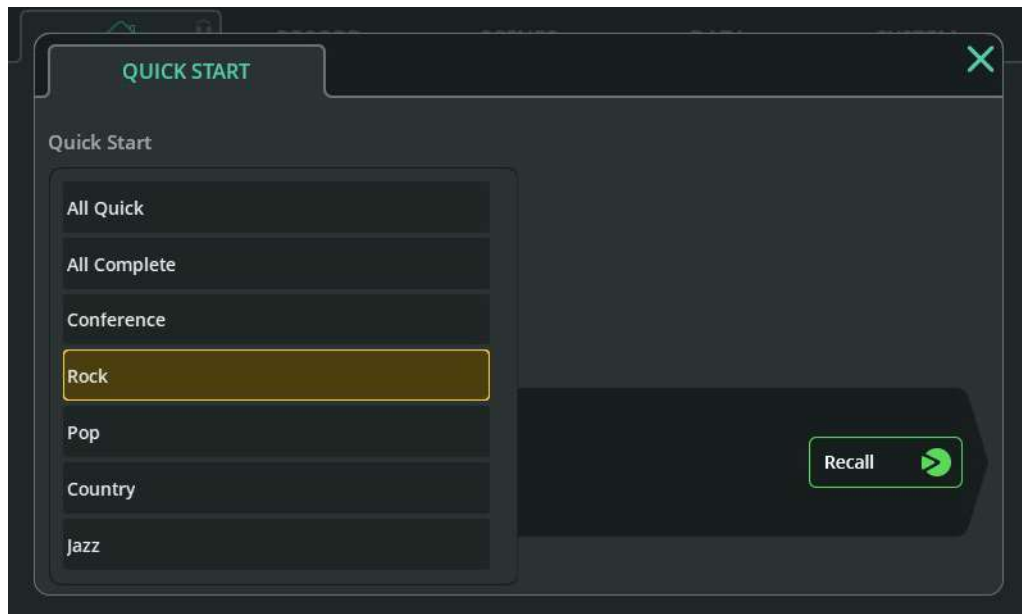 QUICK START
Quick Start
All Quick
All Complete
Conference
Rock
Pop
Country
Jazz
Recall